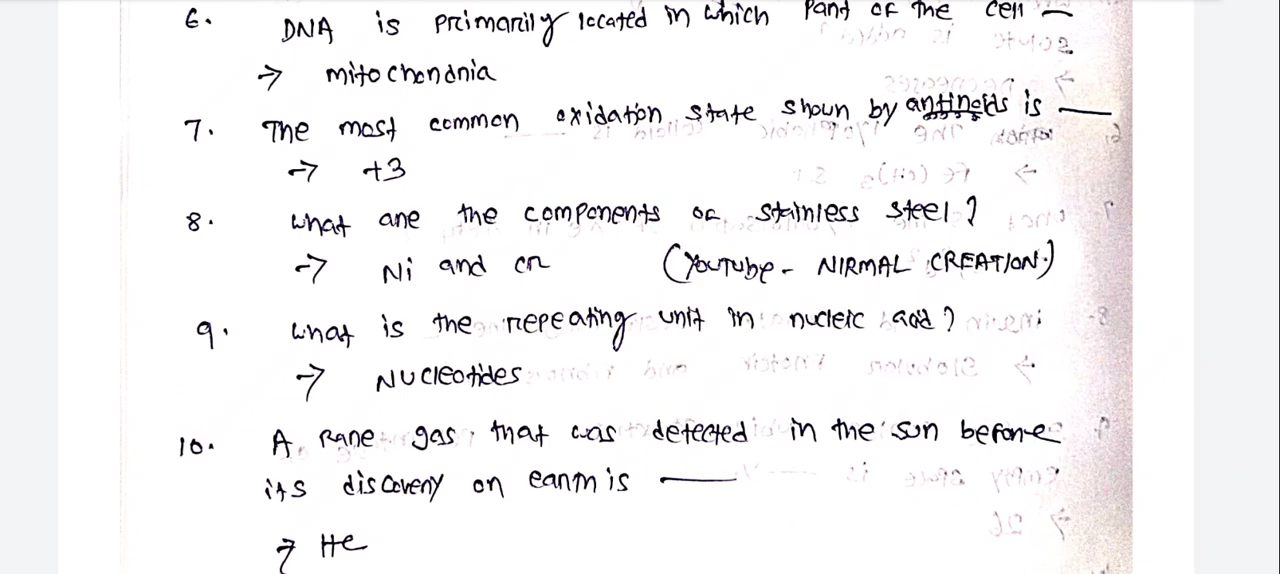 6. DNA is primarily located in which part of the cell —
→ mitochondria
7. The most common oxidation state shown by is —
→ +3
8. what are the components of stainless steel?
→ Ni and cr (YOUTUBE - NIRMAL CREATION)
9. what is the repeating unit in nucleic acid?
→ Nucleotides
10. A Rare gas that was detected in the sun before
its discoveny on earth is —
→ He